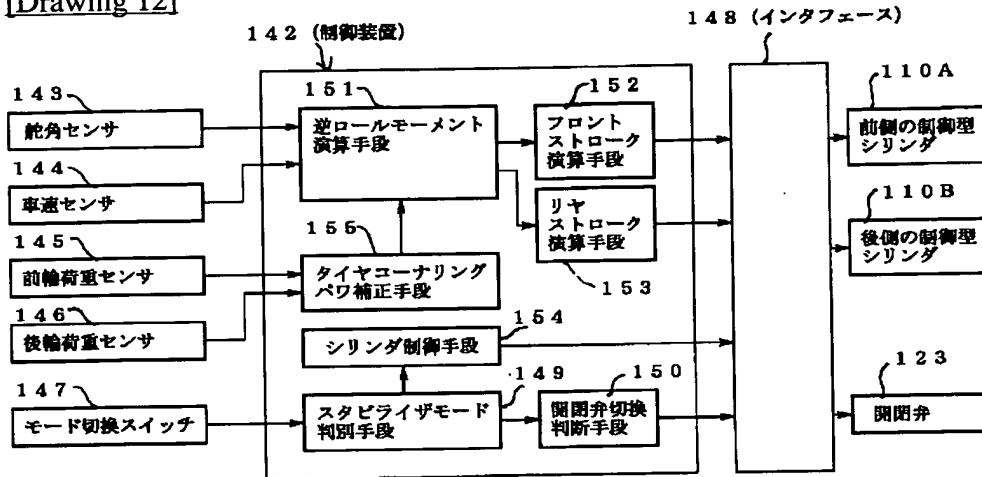 [Drawing 12]
142 (制御装置)
148 (インタフェース)
143
舵角センサ
144
車速センサ
145
前輪荷重センサ
146
後輪荷重センサ
147
モード切換スイッチ
151
逆ロールモーメント
演算手段
152
フロント
ストローク
演算手段
リヤ
ストローク
演算手段
153
155
タイヤコーナリング
パワ補正手段
154
シリンダ制御手段
149
スタビライザモード
判別手段
150
開閉弁切換
判断手段
110A
前側の制御型
シリンダ
110B
後側の制御型
シリンダ
123
開閉弁